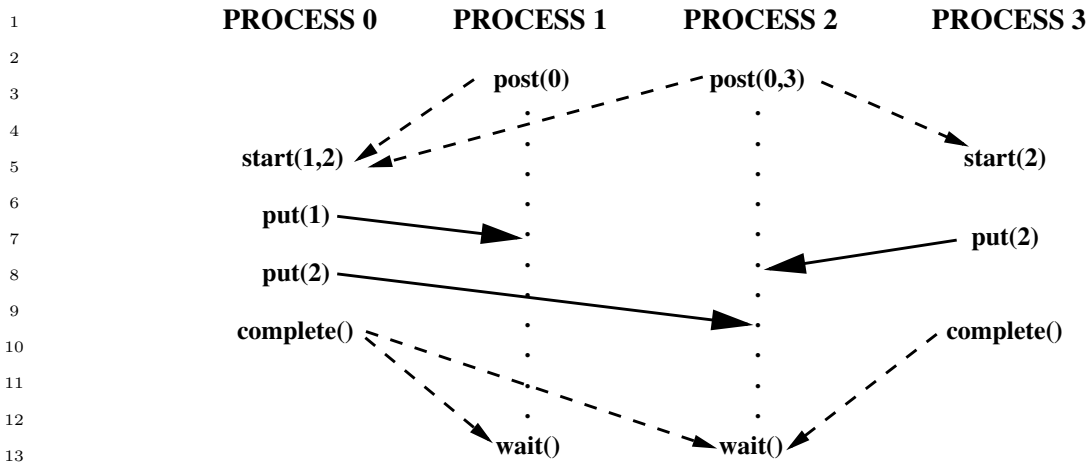 1 PROCESS 0 PROCESS 1 PROCESS 2 PROCESS 3
2
post(0) post(0,3)
3
4
start(1,2) start(2)
5
6
put(1)
7 put(2)
8 put(2)
9
complete() complete()
10
11
12
wait() wait()
13